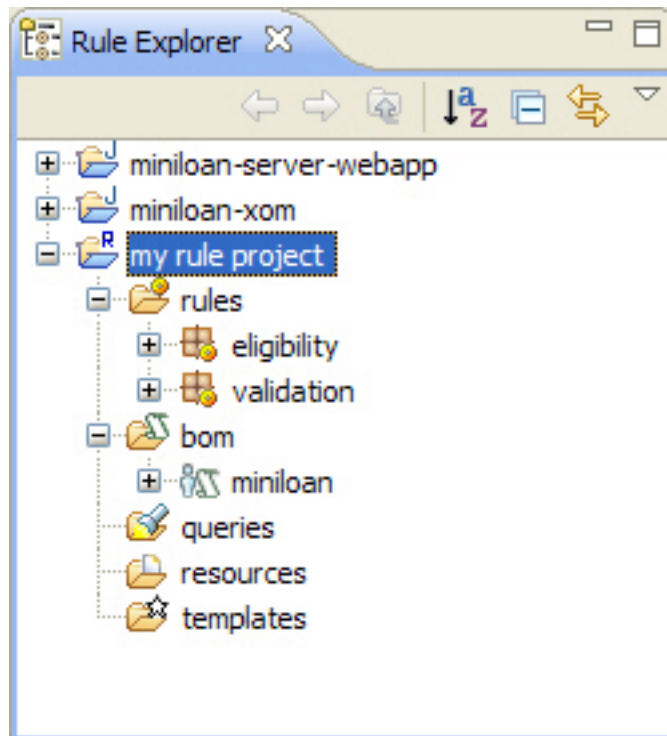 Rule Explorer
miniloan-server-webapp
miniloan-xom
my rule project
rules
eligibility
validation
bom
miniloan
queries
resources
templates